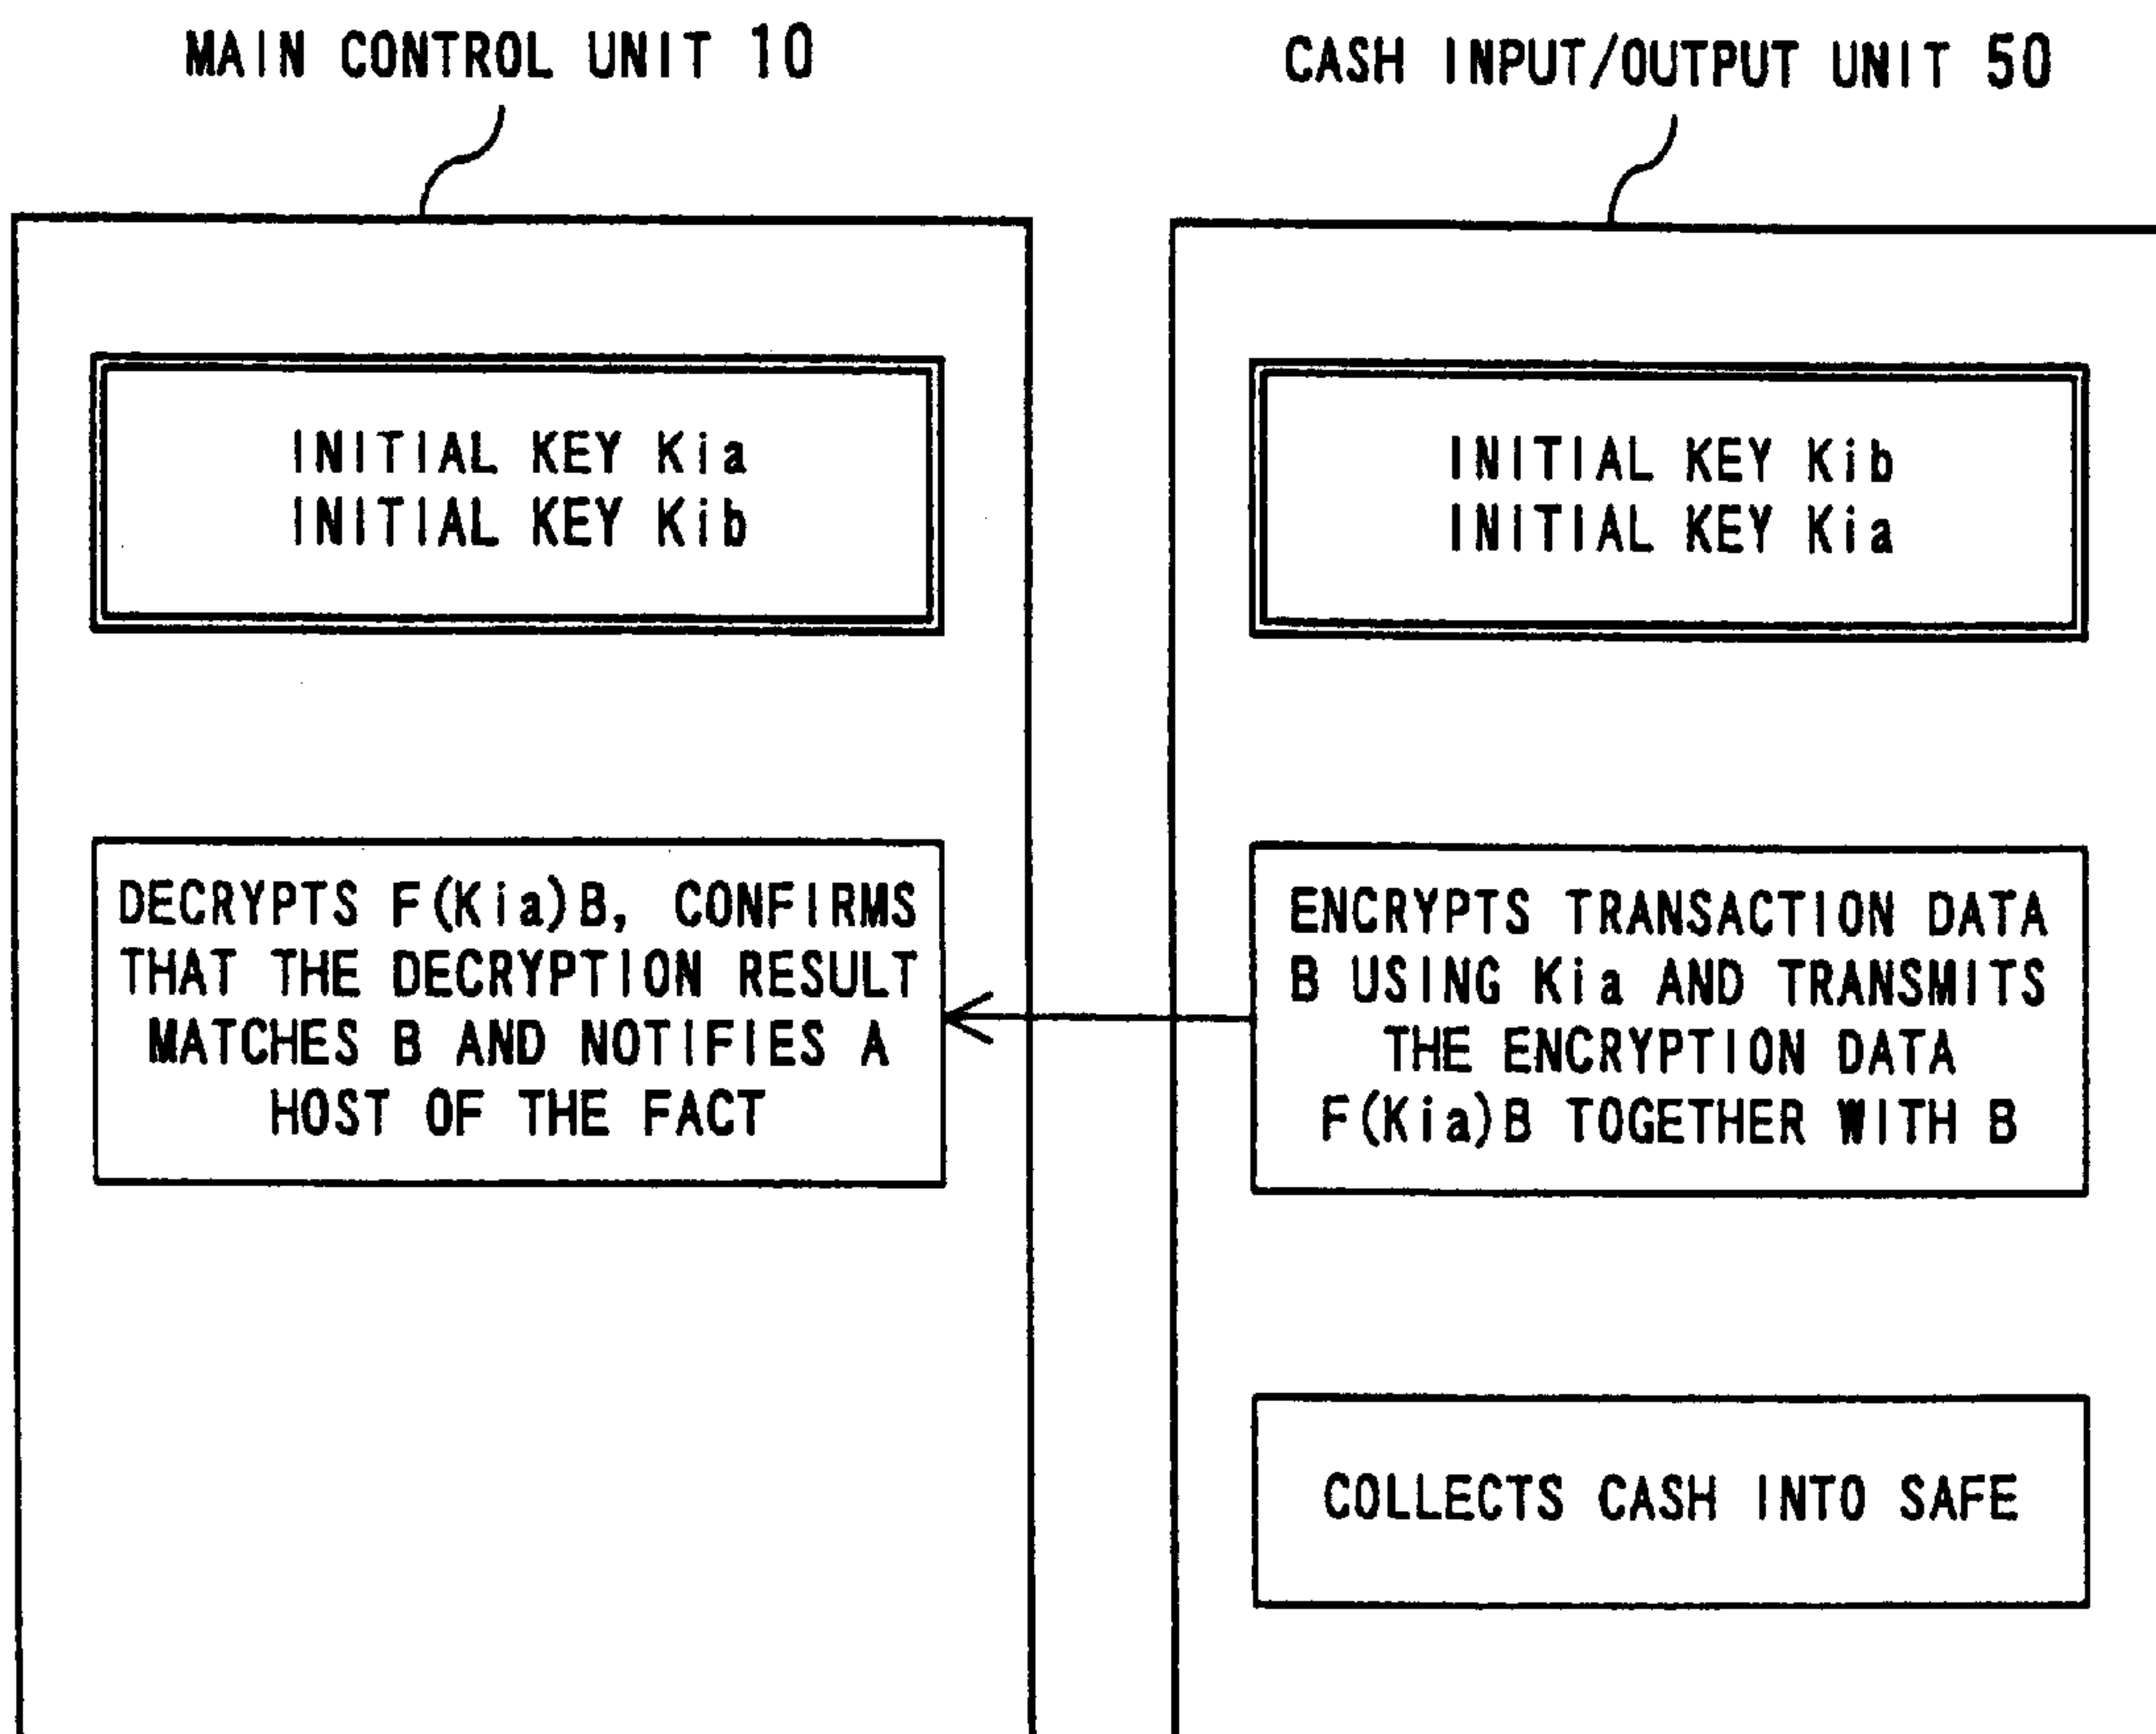 MAIN CONTROL UNIT 10
CASH INPUT/OUTPUT UNIT 50
INITIAL KEY Kia
INITIAL KEY Kib
INITIAL KEY Kib
INITIAL KEY Kia
DECRYPTS F(Kia)B, CONFIRMS
THAT THE DECRYPTION RESULT
MATCHES B AND NOTIFIES A
HOST OF THE FACT
ENCRYPTS TRANSACTION DATA
B USING Kia AND TRANSMITS
THE ENCRYPTION DATA
F(Kia)B TOGETHER WITH B
COLLECTS CASH INTO SAFE